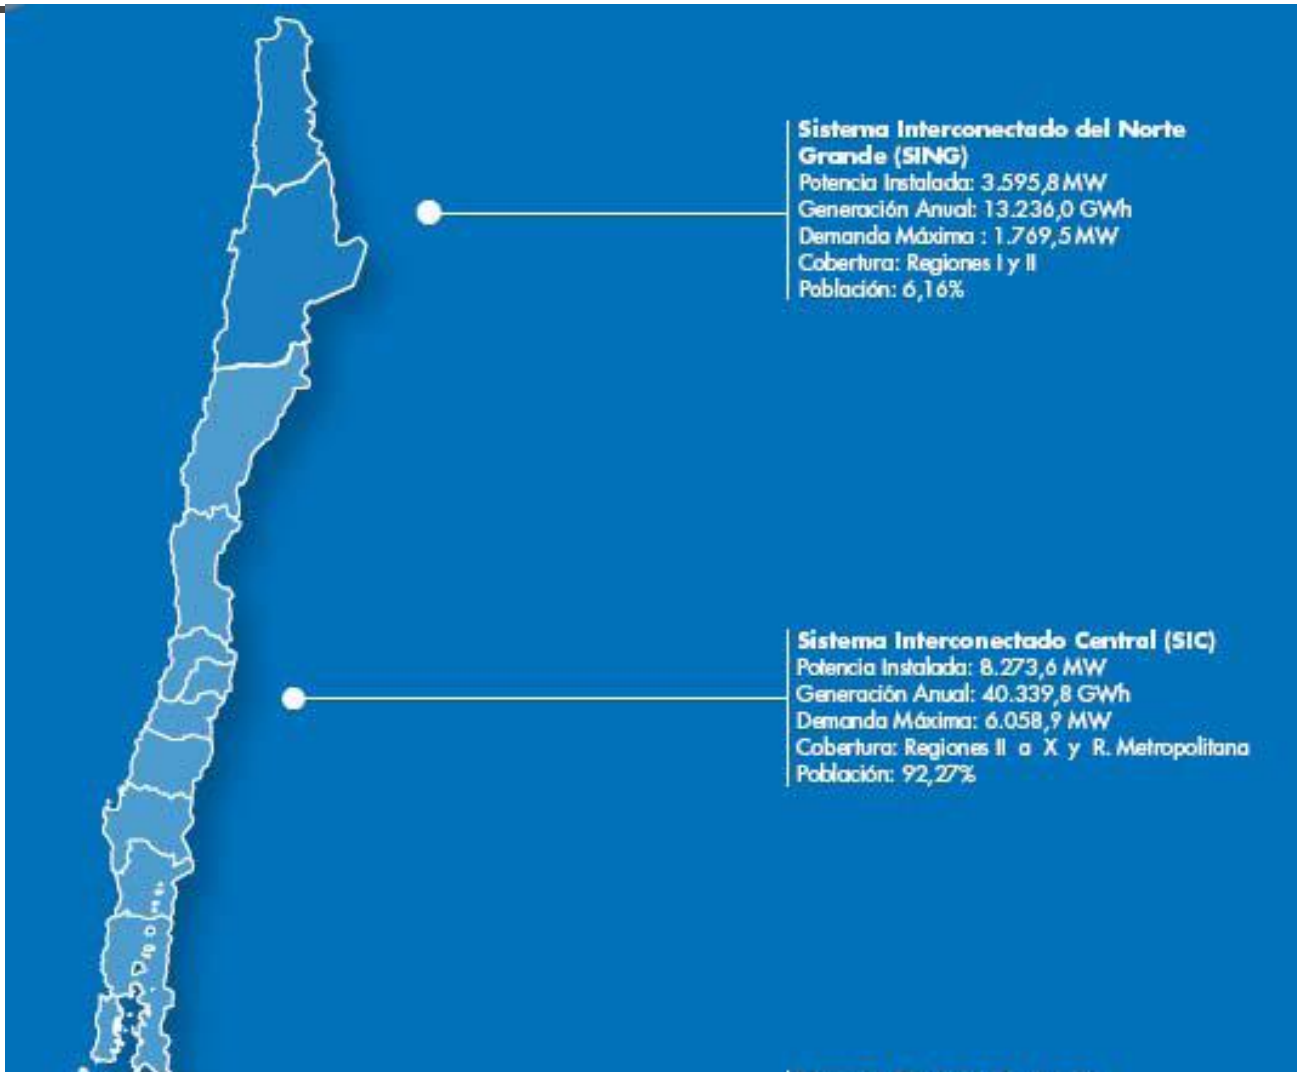 Sistema Interconectado del Norte
Grande (SING)
Potencia Instalada: 3.595,8 MW
Generación Anual: 13.236,0 GWh
Demanda Máxima : 1.769,5 MW
Cobertura: Regiones I y II
Población: 6,16%
Sistema Interconectado Central (SIC)
Potencia Instalada: 8.273,6 MW
Generación Anual: 40.339,8 GWh
Demanda Máxima: 6.058,9 MW
Cobertura: Regiones II a X y R. Metropolitana
Población: 92,27%